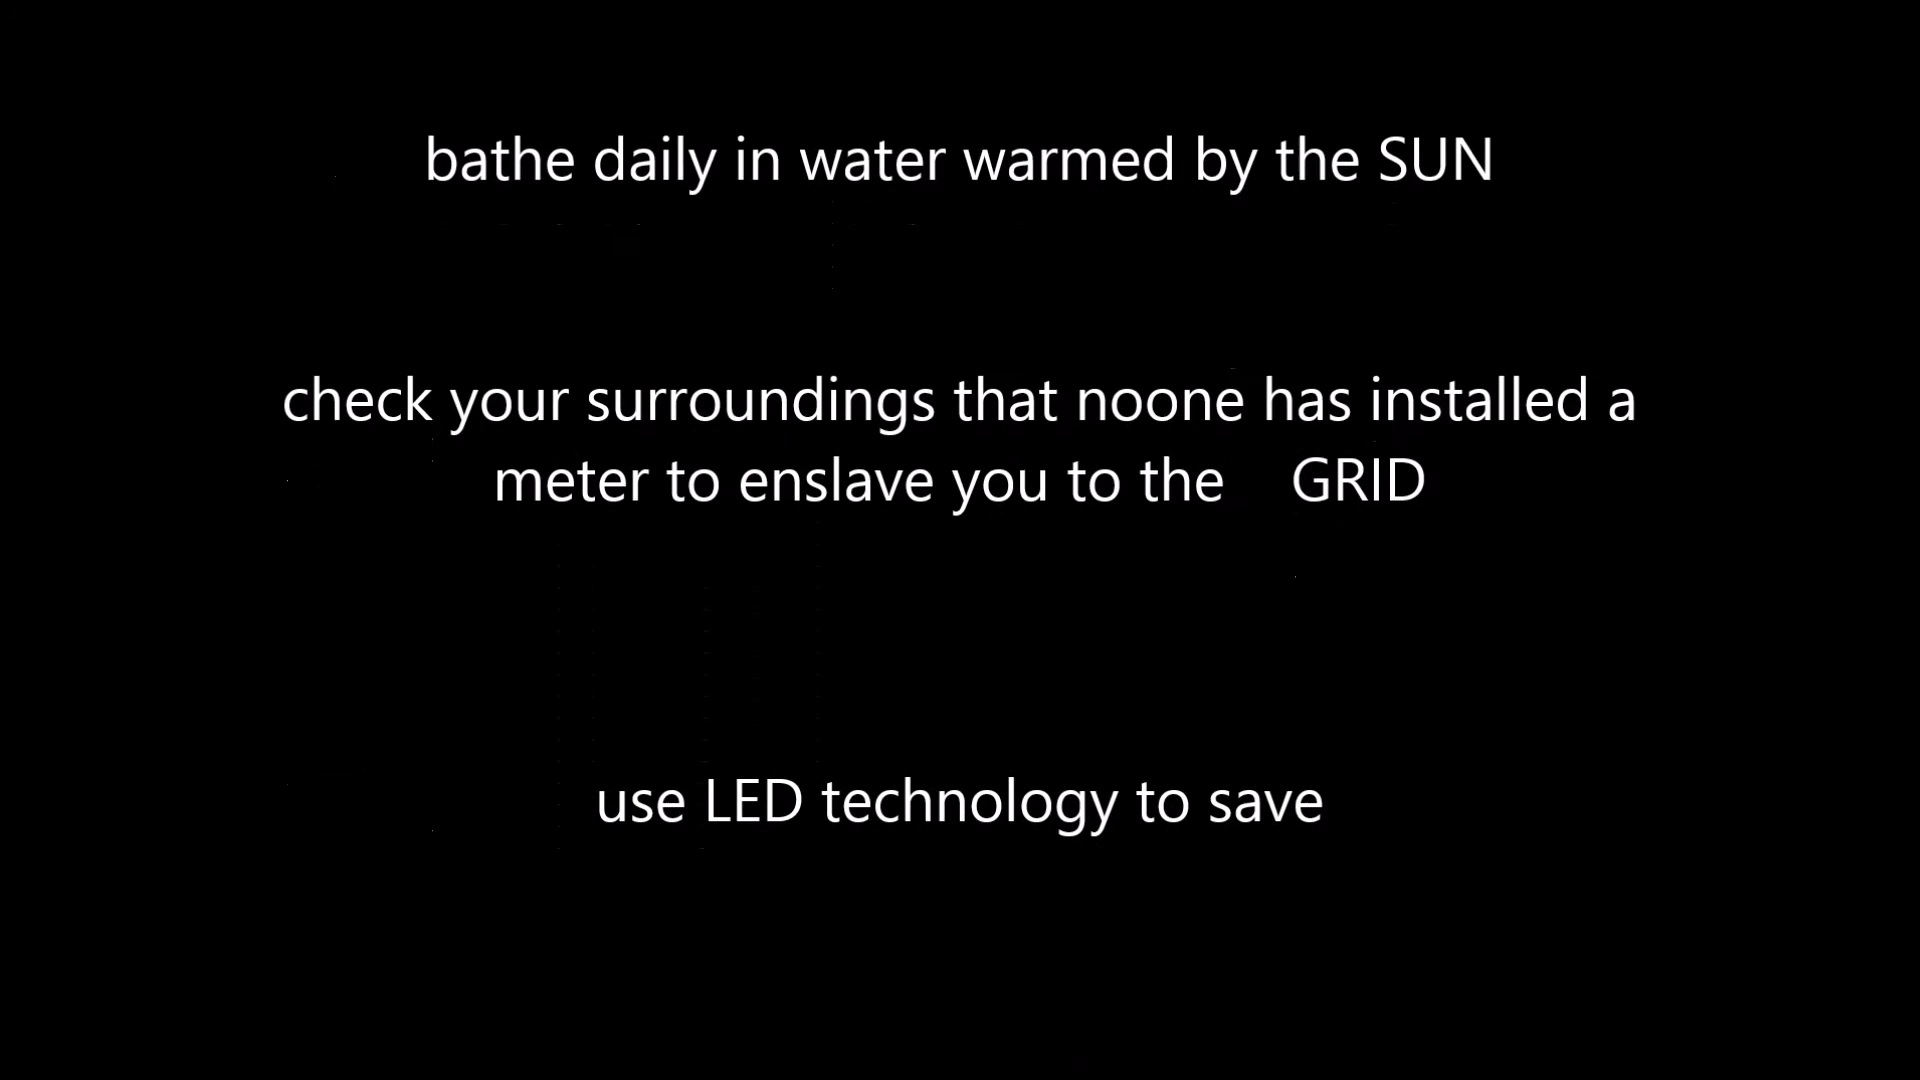 bathe daily in water warmed by the SUN
check your surroundings that noone has installed a
meter to enslave you to the GRID
use LED technology to save